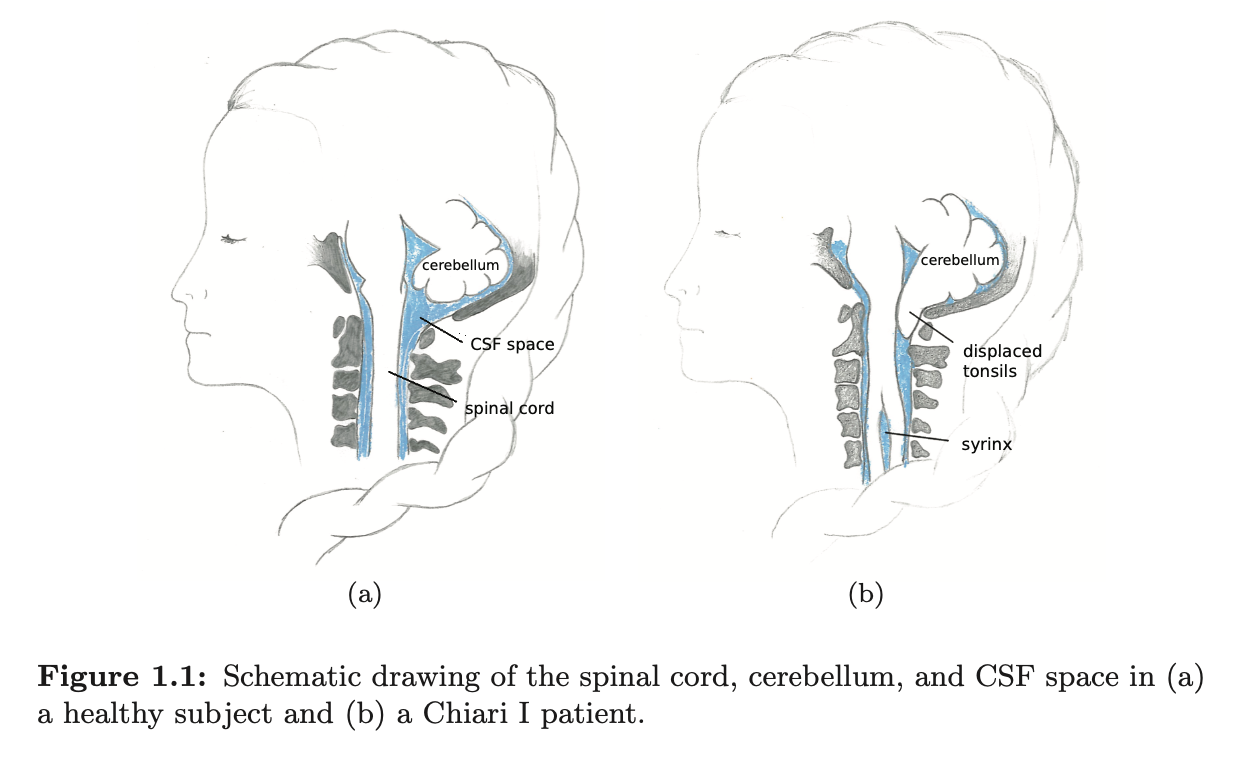 cerebellum
CSF space
spinal cord
(a)
cerebellum
displaced
tonsils
syrinx
(b)
Figure 1.1: Schematic drawing of the spinal cord, cerebellum, and CSF space in (a)
a healthy subject and (b) a Chiari I patient.